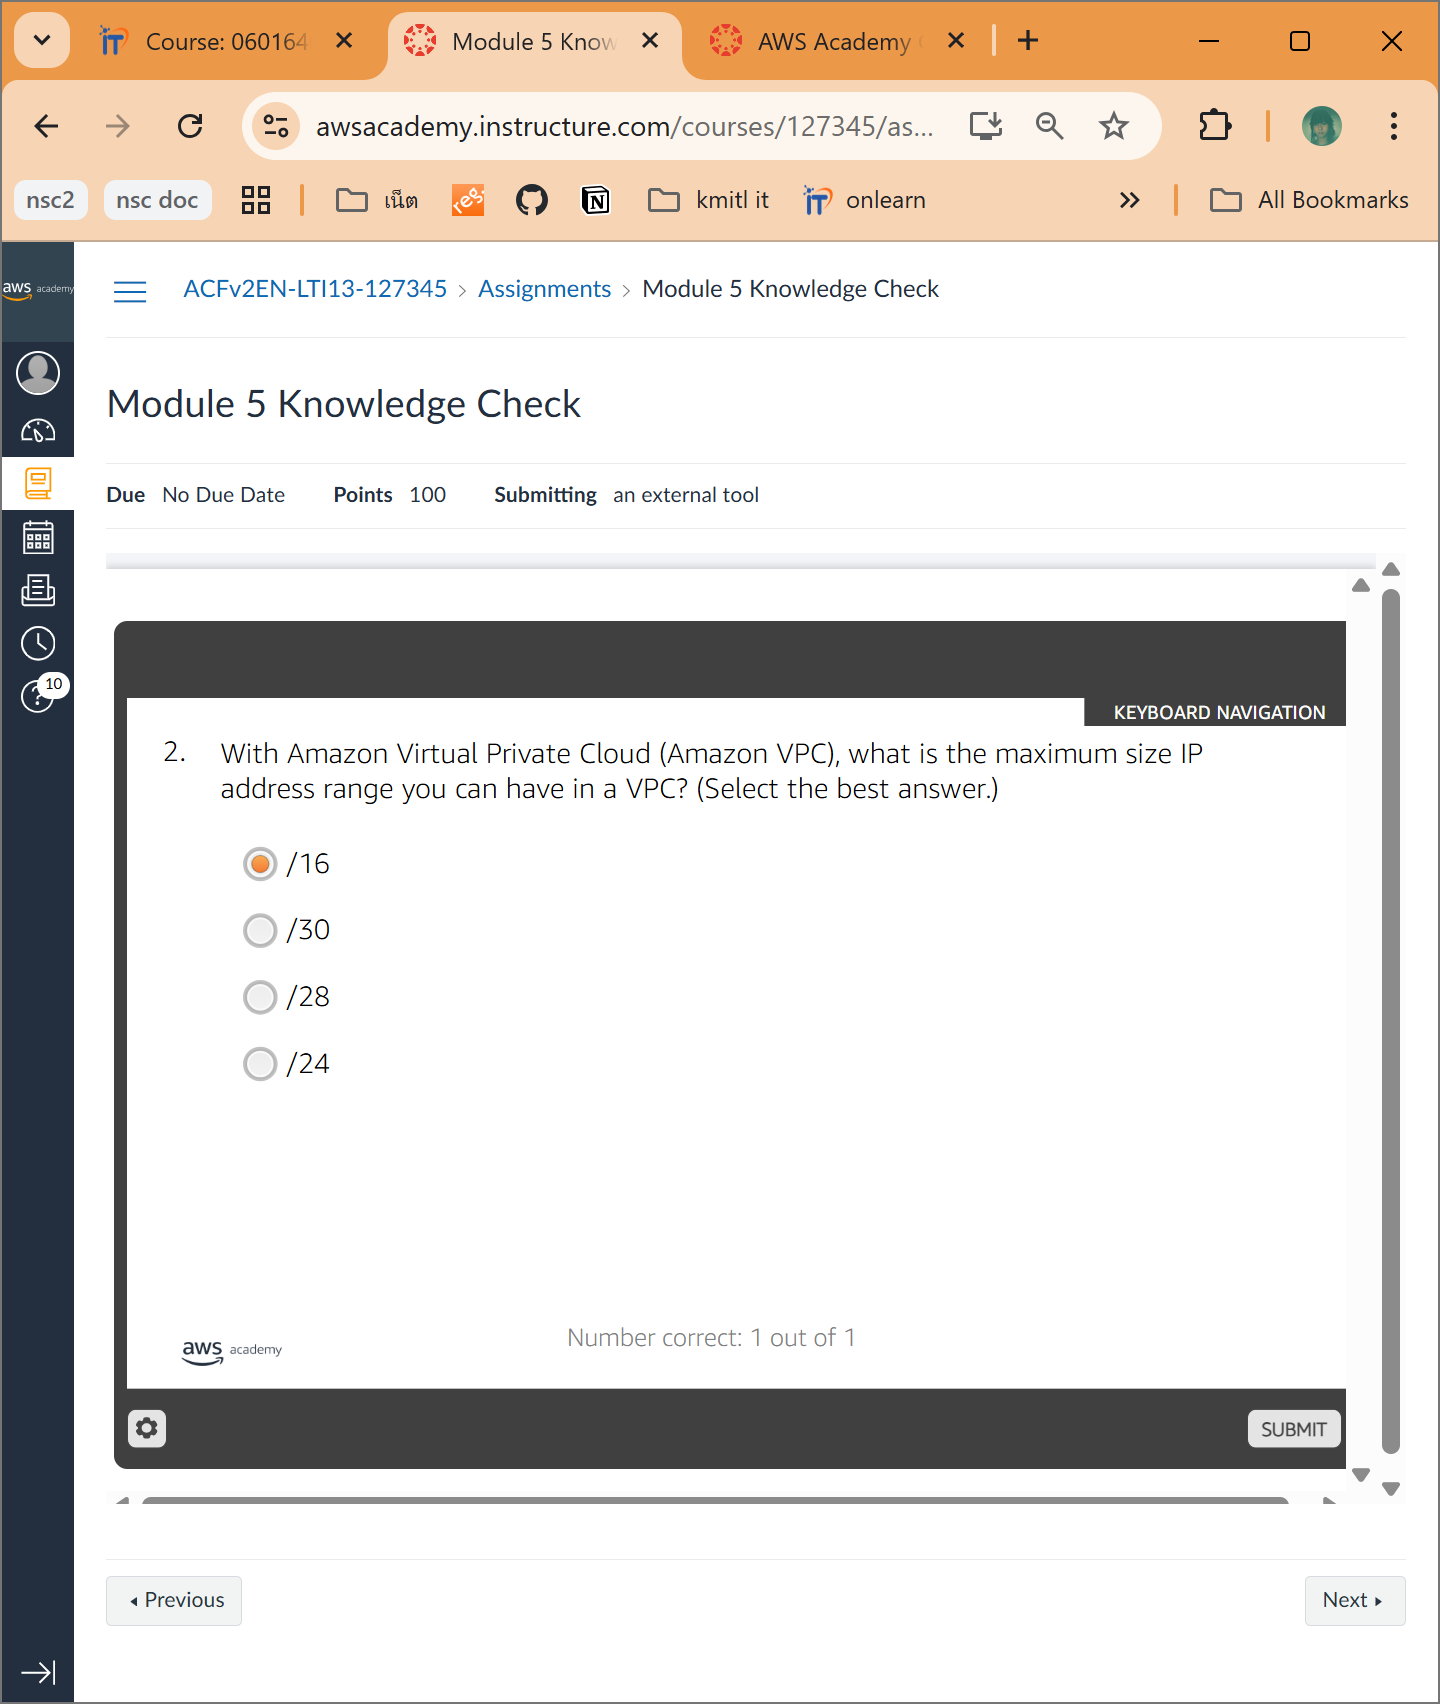 Course: 060164
Module 5 Know
AWS Academy
awsacademy.instructure.com/courses/127345/as...
nsc2
nsc doc
เน็ต
reg.
kmitl it
IT onlearn
All Bookmarks
aws academy
ACFv2EN-LTI13-127345 > Assignments > Module 5 Knowledge Check
Module 5 Knowledge Check
Due No Due Date Points 100 Submitting an external tool
10
KEYBOARD NAVIGATION
2. With Amazon Virtual Private Cloud (Amazon VPC), what is the maximum size IP
address range you can have in a VPC? (Select the best answer.)
/16
/30
/28
/24
Number correct: 1 out of 1
aws academy
SUBMIT
Previous
Next